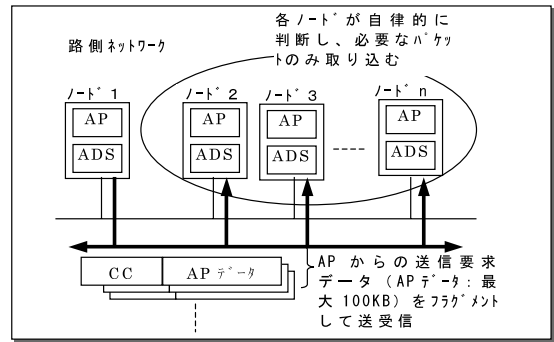 路側ﾈｯﾄﾜｰｸ
各ﾉｰﾄﾞが自律的に
判断し、必要なﾊﾟｹｯ
ﾄのみ取り込む
ﾉｰﾄﾞ1
ﾉｰﾄﾞ2
ﾉｰﾄﾞ3
ﾉｰﾄﾞn
AP
AP
AP
AP
ADS
ADS
ADS
ADS
CC
APﾃﾞｰﾀ
APからの送信要求
データ（APﾃﾞｰﾀ:最
大100KB）をﾌﾗｸﾞﾒﾝﾄ
して送受信